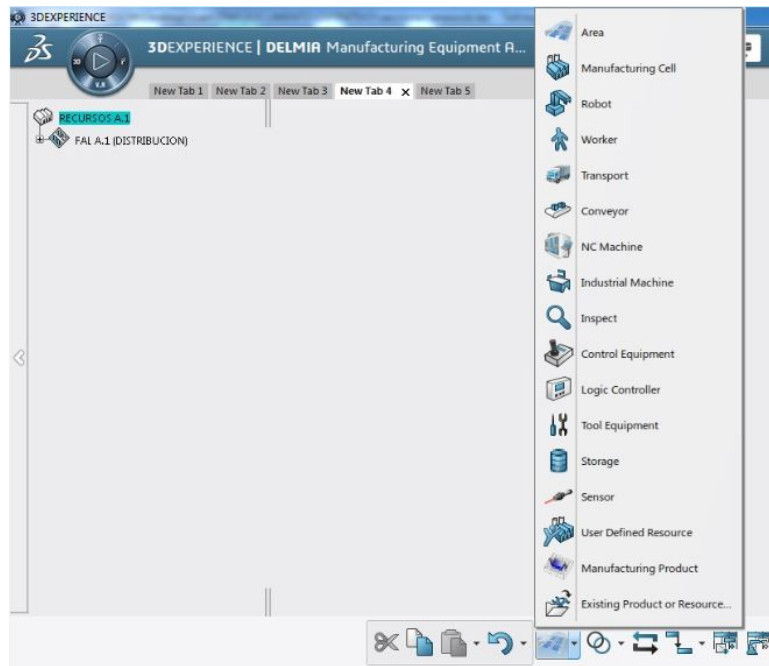 3DEXPERIENCE
3DEXPERIENCE | DELMIA Manufacturing Equipment A...
New Tab 1 New Tab 2 New Tab 3 New Tab 4 x New Tab 5
RECURSOS A.1
FAL A.1 (DISTRIBUCION)
Area
Manufacturing Cell
Robot
Worker
Transport
Conveyor
NC Machine
Industrial Machine
Inspect
Control Equipment
Logic Controller
Tool Equipment
Storage
Sensor
User Defined Resource
Manufacturing Product
Existing Product or Resource...